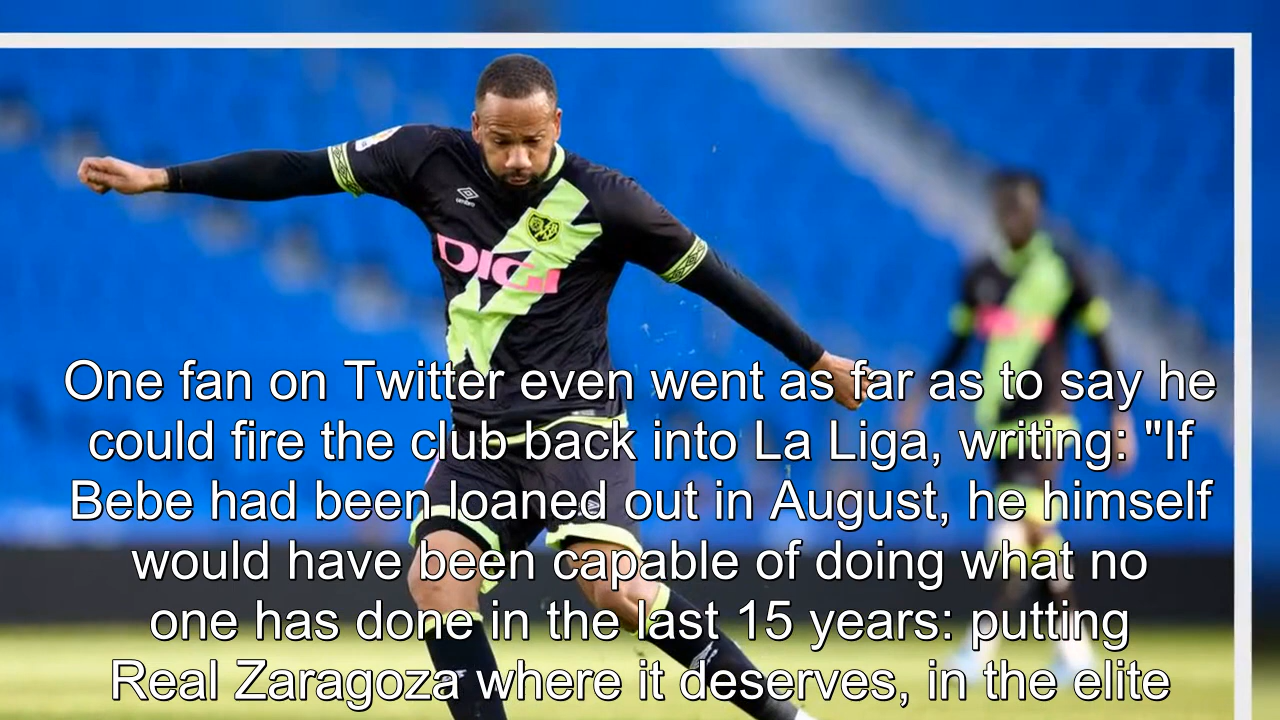 umbro
DIGI
One fan on Twitter even went as far as to say he
could fire the club back into La Liga, writing: "If
Bebe had been loaned out in August, he himself
would have been capable of doing what no
one has done in the last 15 years: putting
Real Zaragoza where it deserves, in the elite